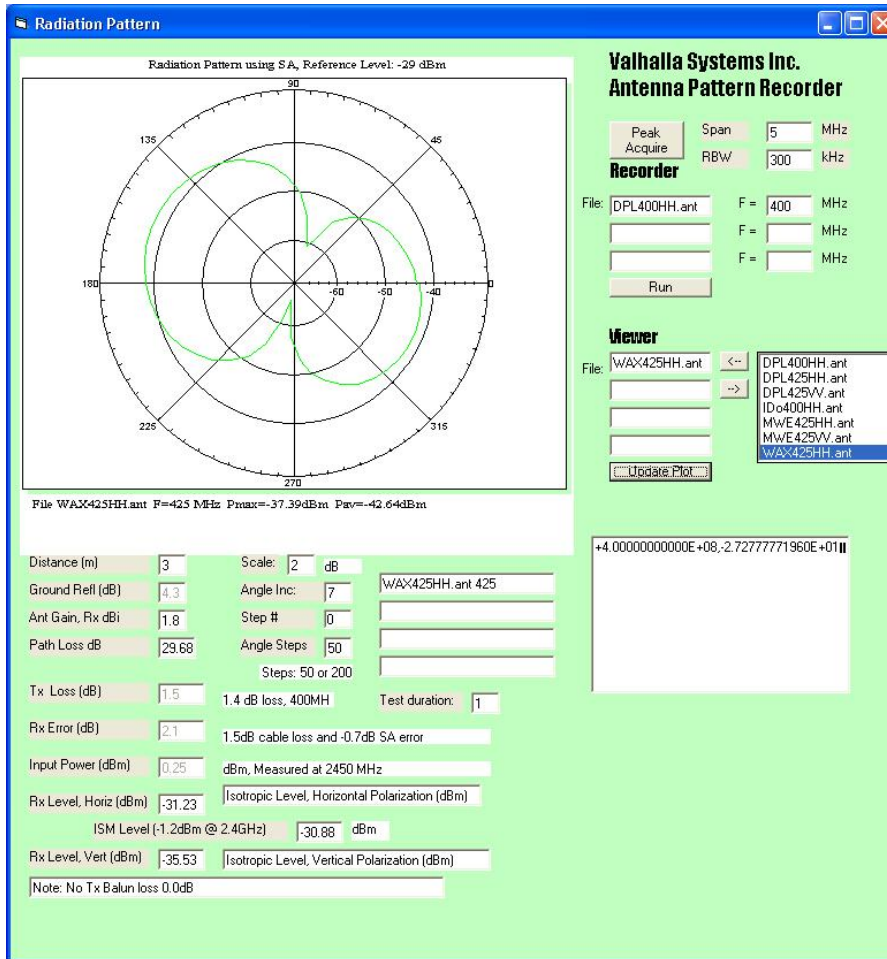 Radiation Pattern
Radiation Pattern using SA, Reference Level: -29 dBm
90
135
45
180
-60
-50
-40
0
225
315
270
File WAX425HH.ant F=425 MHz Pmax=-37.39dBm Pav=-42.64dBm
Valhalla Systems Inc.
Antenna Pattern Recorder
Peak Acquire
Span 5 MHz
RBW 300 kHz
Recorder
File: DPL400HH.ant F = 400 MHz
F = MHz
F = MHz
Run
Viewer
File: WAX425HH.ant <--
-->
Update Plot
DPL400HH.ant
DPL425HH.ant
DPL425VV.ant
IDo400HH.ant
MWE425HH.ant
MWE425VV.ant
WAX425HH.ant
+4.00000000000E+08,-2.72777771960E+01
Distance (m) 3 Scale: 2 dB
Ground Refl (dB) 4.3 Angle Inc: 7 WAX425HH.ant 425
Ant Gain, Rx dBi 1.8 Step # 0
Path Loss dB 29.68 Angle Steps 50
Steps: 50 or 200
Tx Loss (dB) 1.5 1.4 dB loss, 400MH Test duration: 1
Rx Error (dB) 2.1 1.5dB cable loss and -0.7dB SA error
Input Power (dBm) 0.25 dBm, Measured at 2450 MHz
Rx Level, Horiz (dBm) -31.23 Isotropic Level, Horizontal Polarization (dBm)
ISM Level (-1.2dBm @ 2.4GHz) -30.88 dBm
Rx Level, Vert (dBm) -35.53 Isotropic Level, Vertical Polarization (dBm)
Note: No Tx Balun loss 0.0dB